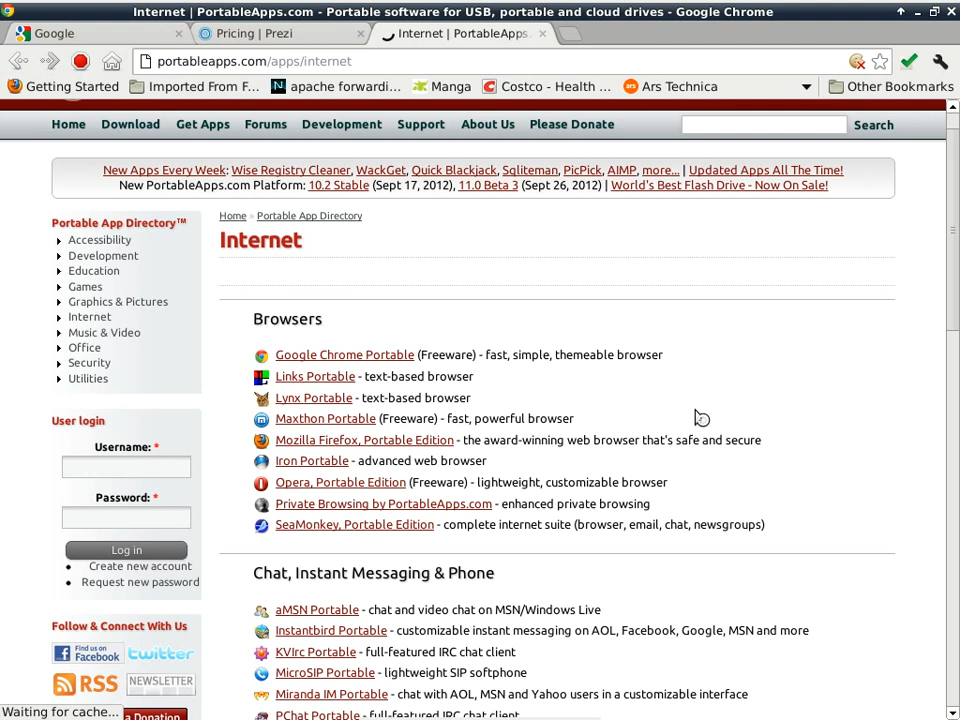 Internet | PortableApps.com - Portable software for USB, portable and cloud drives - Google Chrome
Google
Pricing | Prezi
Internet | PortableApps.
portableapps.com/apps/internet
Getting Started
Imported From F...
apache forwardi...
Manga
Costco - Health ...
Ars Technica
Other Bookmarks
Home Download Get Apps Forums Development Support About Us Please Donate Search
New Apps Every Week: Wise Registry Cleaner, WackGet, Quick Blackjack, Sqliteman, PicPick, AIMP, more... | Updated Apps All The Time!
New PortableApps.com Platform: 10.2 Stable (Sept 17, 2012), 11.0 Beta 3 (Sept 26, 2012) | World's Best Flash Drive - Now On Sale!
Portable App Directory™
Accessibility
Development
Education
Games
Graphics & Pictures
Internet
Music & Video
Office
Security
Utilities
User login
Username: *
Password: *
Log in
Create new account
Request new password
Follow & Connect With Us
Find us on Facebook
twitter
RSS
NEWSLETTER
a Donation
Waiting for cache...
Home » Portable App Directory
Internet
Browsers
Google Chrome Portable (Freeware) - fast, simple, themeable browser
Links Portable - text-based browser
Lynx Portable - text-based browser
Maxthon Portable (Freeware) - fast, powerful browser
Mozilla Firefox, Portable Edition - the award-winning web browser that's safe and secure
Iron Portable - advanced web browser
Opera, Portable Edition (Freeware) - lightweight, customizable browser
Private Browsing by PortableApps.com - enhanced private browsing
SeaMonkey, Portable Edition - complete internet suite (browser, email, chat, newsgroups)
Chat, Instant Messaging & Phone
aMSN Portable - chat and video chat on MSN/Windows Live
Instantbird Portable - customizable instant messaging on AOL, Facebook, Google, MSN and more
KVIrc Portable - full-featured IRC chat client
MicroSIP Portable - lightweight SIP softphone
Miranda IM Portable - chat with AOL, MSN and Yahoo users in a customizable interface
PChat Portable - full-featured IRC chat client